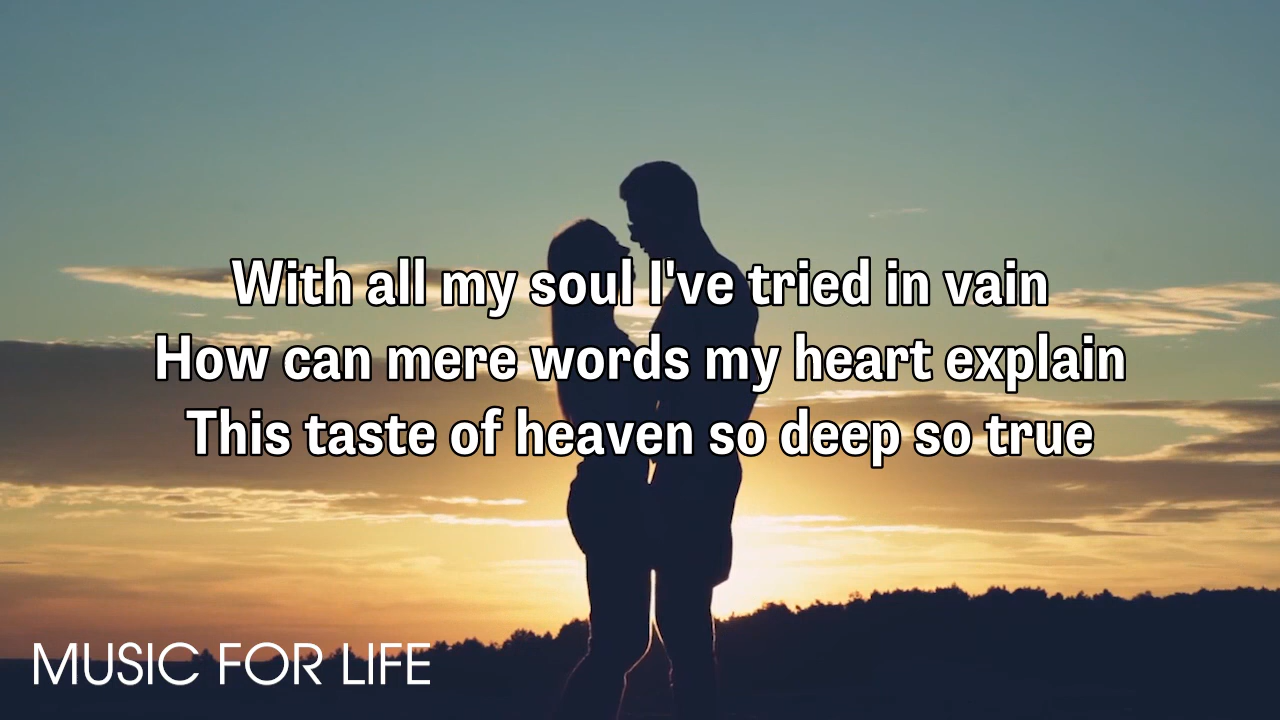 With all my soul I've tried in vain
How can mere words my heart explain
This taste of heaven so deep so true
MUSIC FOR LIFE